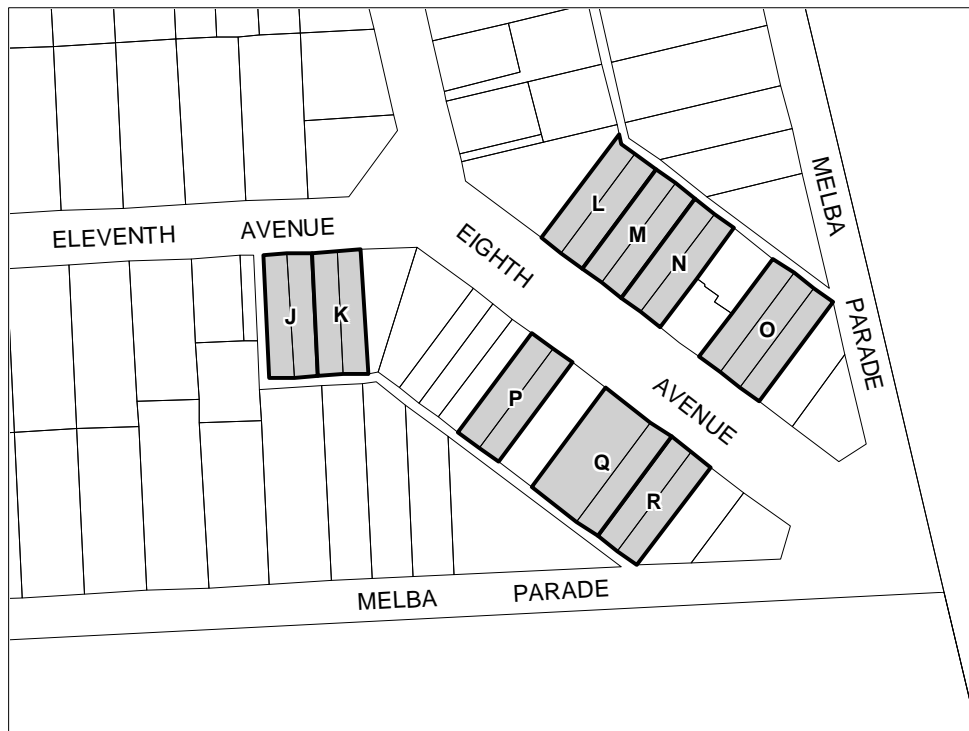 MELBA
PARADE
ELEVENTH AVENUE
EIGHTH
AVENUE
L
M
N
O
J
K
P
Q
R
MELBA PARADE